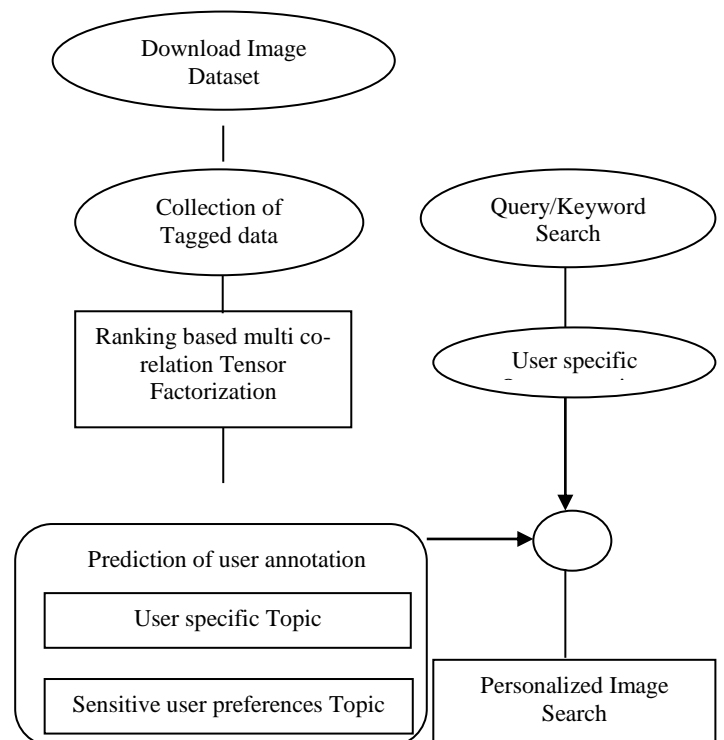 Download Image
Dataset
Collection of
Tagged data
Query/Keyword
Search
Ranking based multi co-
relation Tensor
Factorization
User specific
Prediction of user annotation
User specific Topic
Sensitive user preferences Topic
Personalized Image
Search